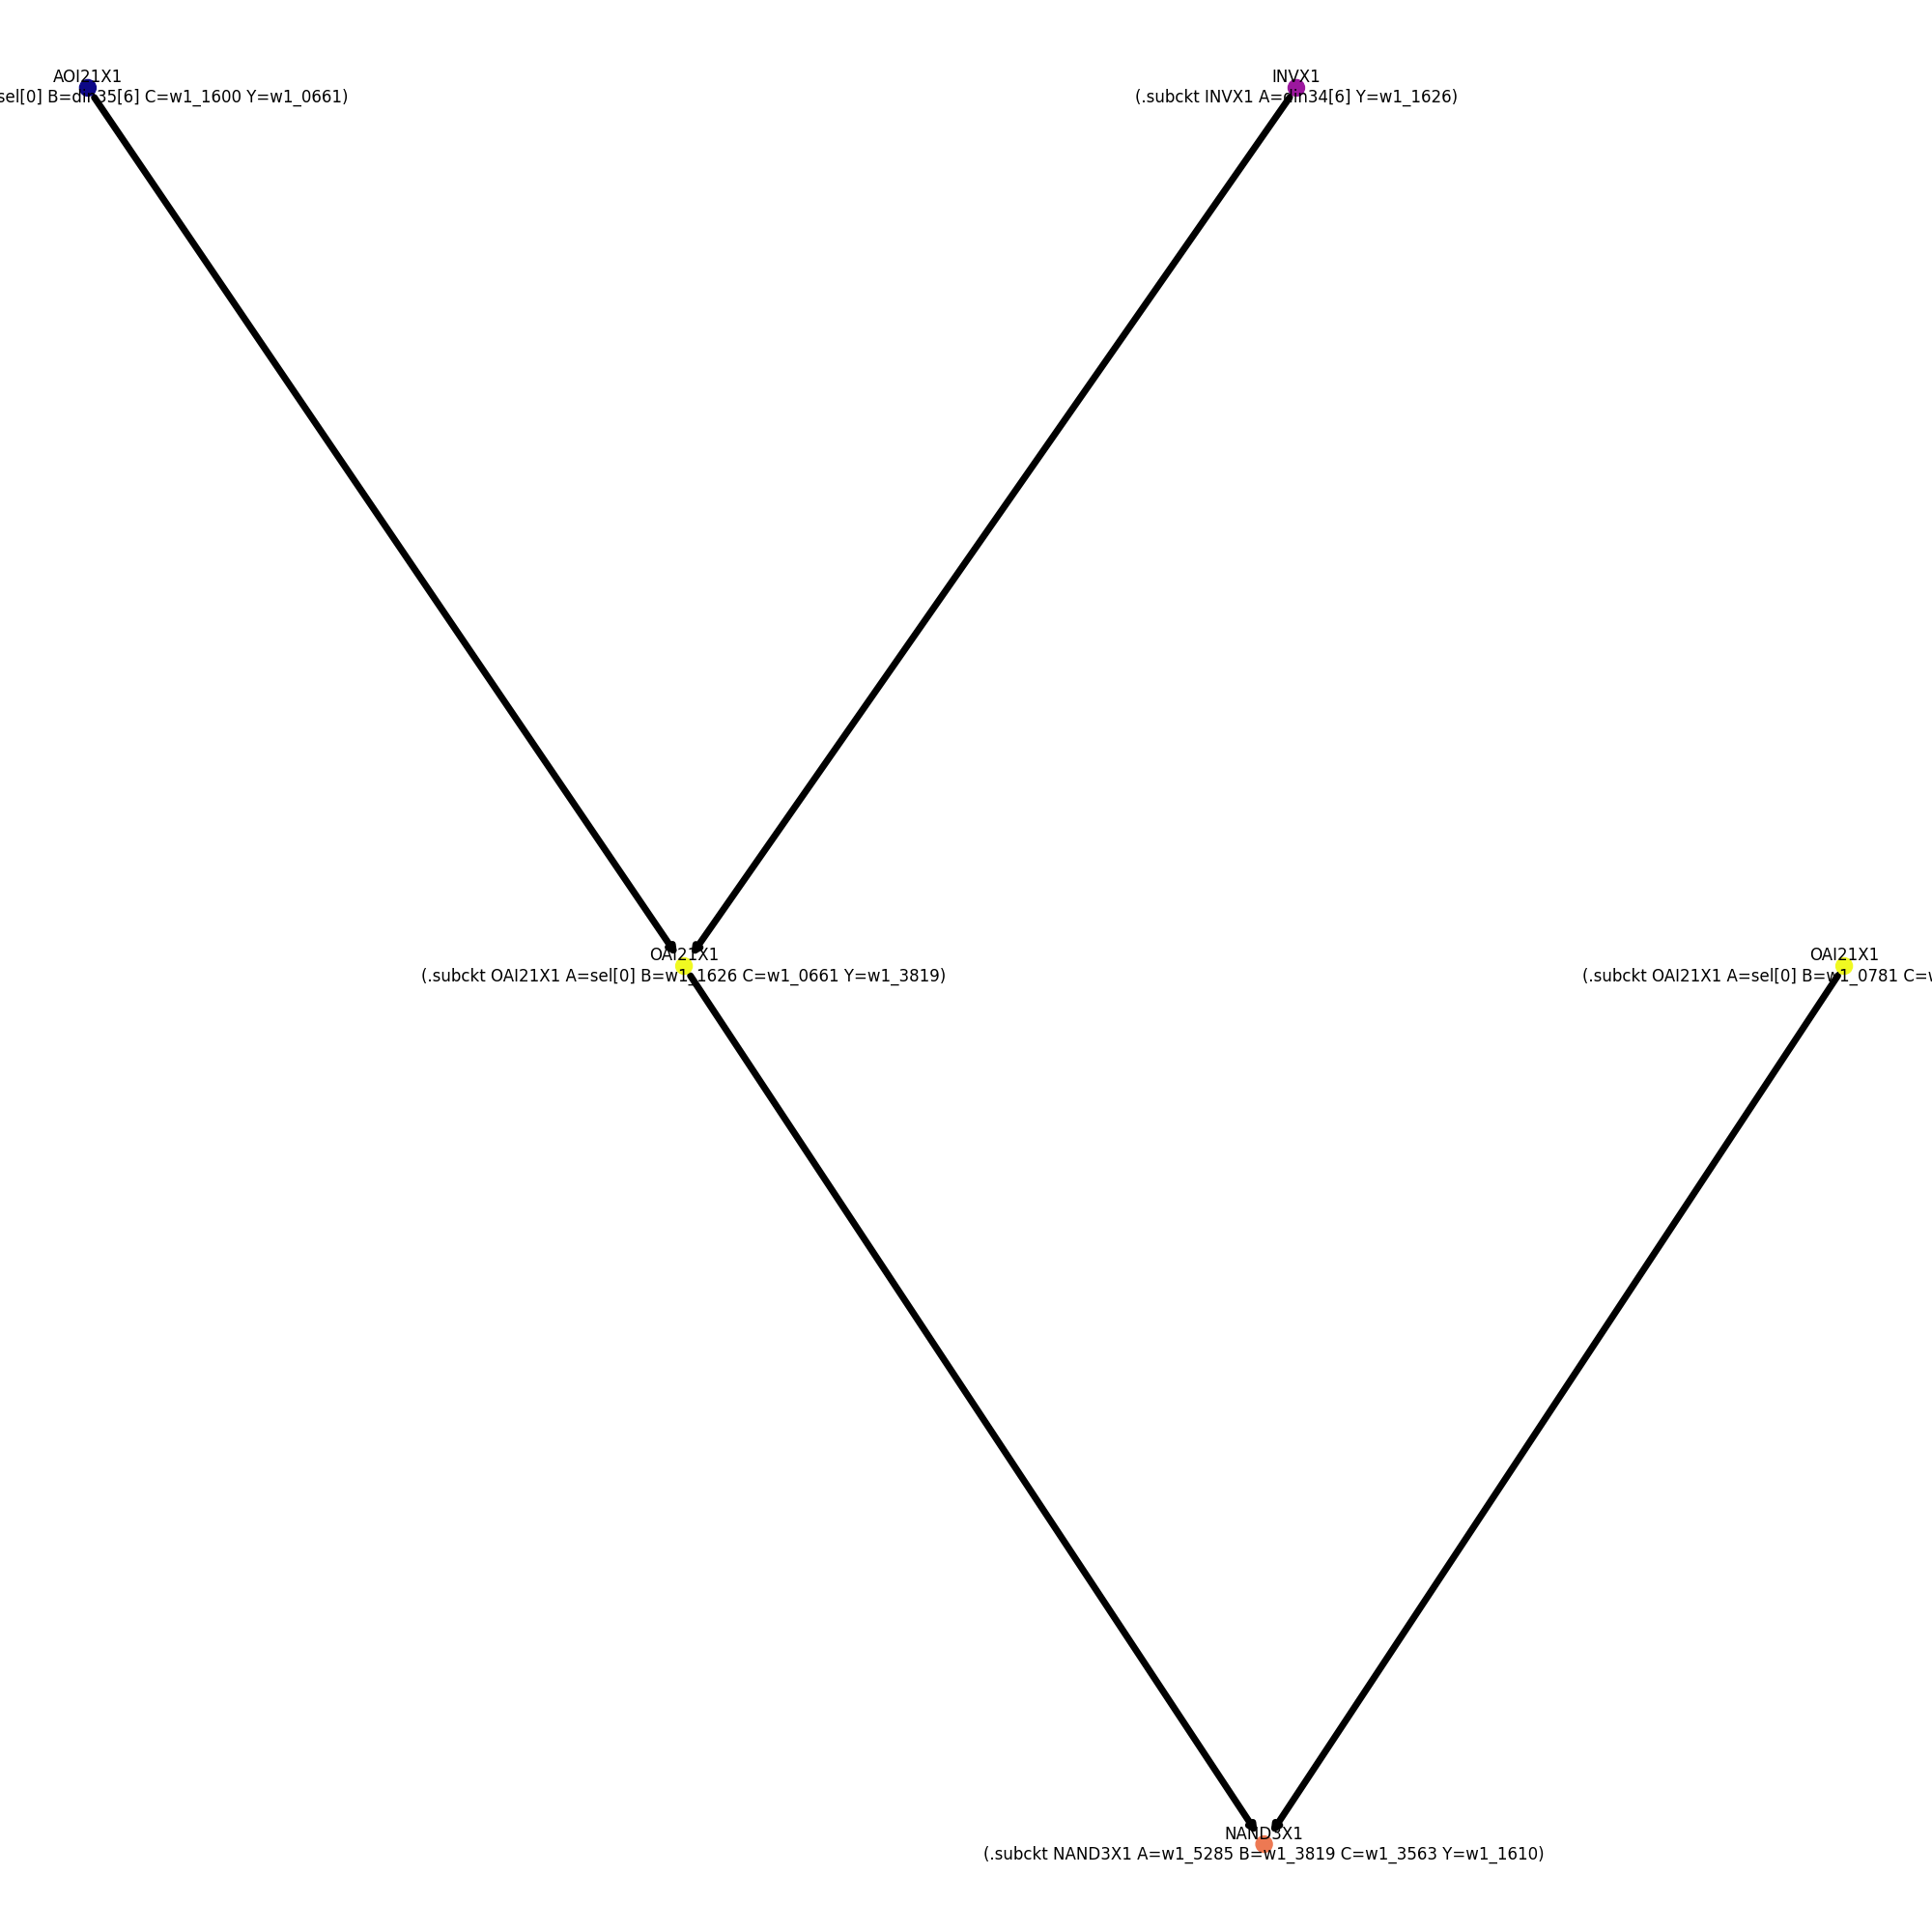 AOI21X1
sel[0] B=din35[6] C=w1_1600 Y=w1_0661)
INVX1
(.subckt INVX1 A=din34[6] Y=w1_1626)
OAI21X1
(.subckt OAI21X1 A=sel[0] B=w1_1626 C=w1_0661 Y=w1_3819)
OAI21X1
(.subckt OAI21X1 A=sel[0] B=w1_0781 C=
NAND3X1
(.subckt NAND3X1 A=w1_5285 B=w1_3819 C=w1_3563 Y=w1_1610)